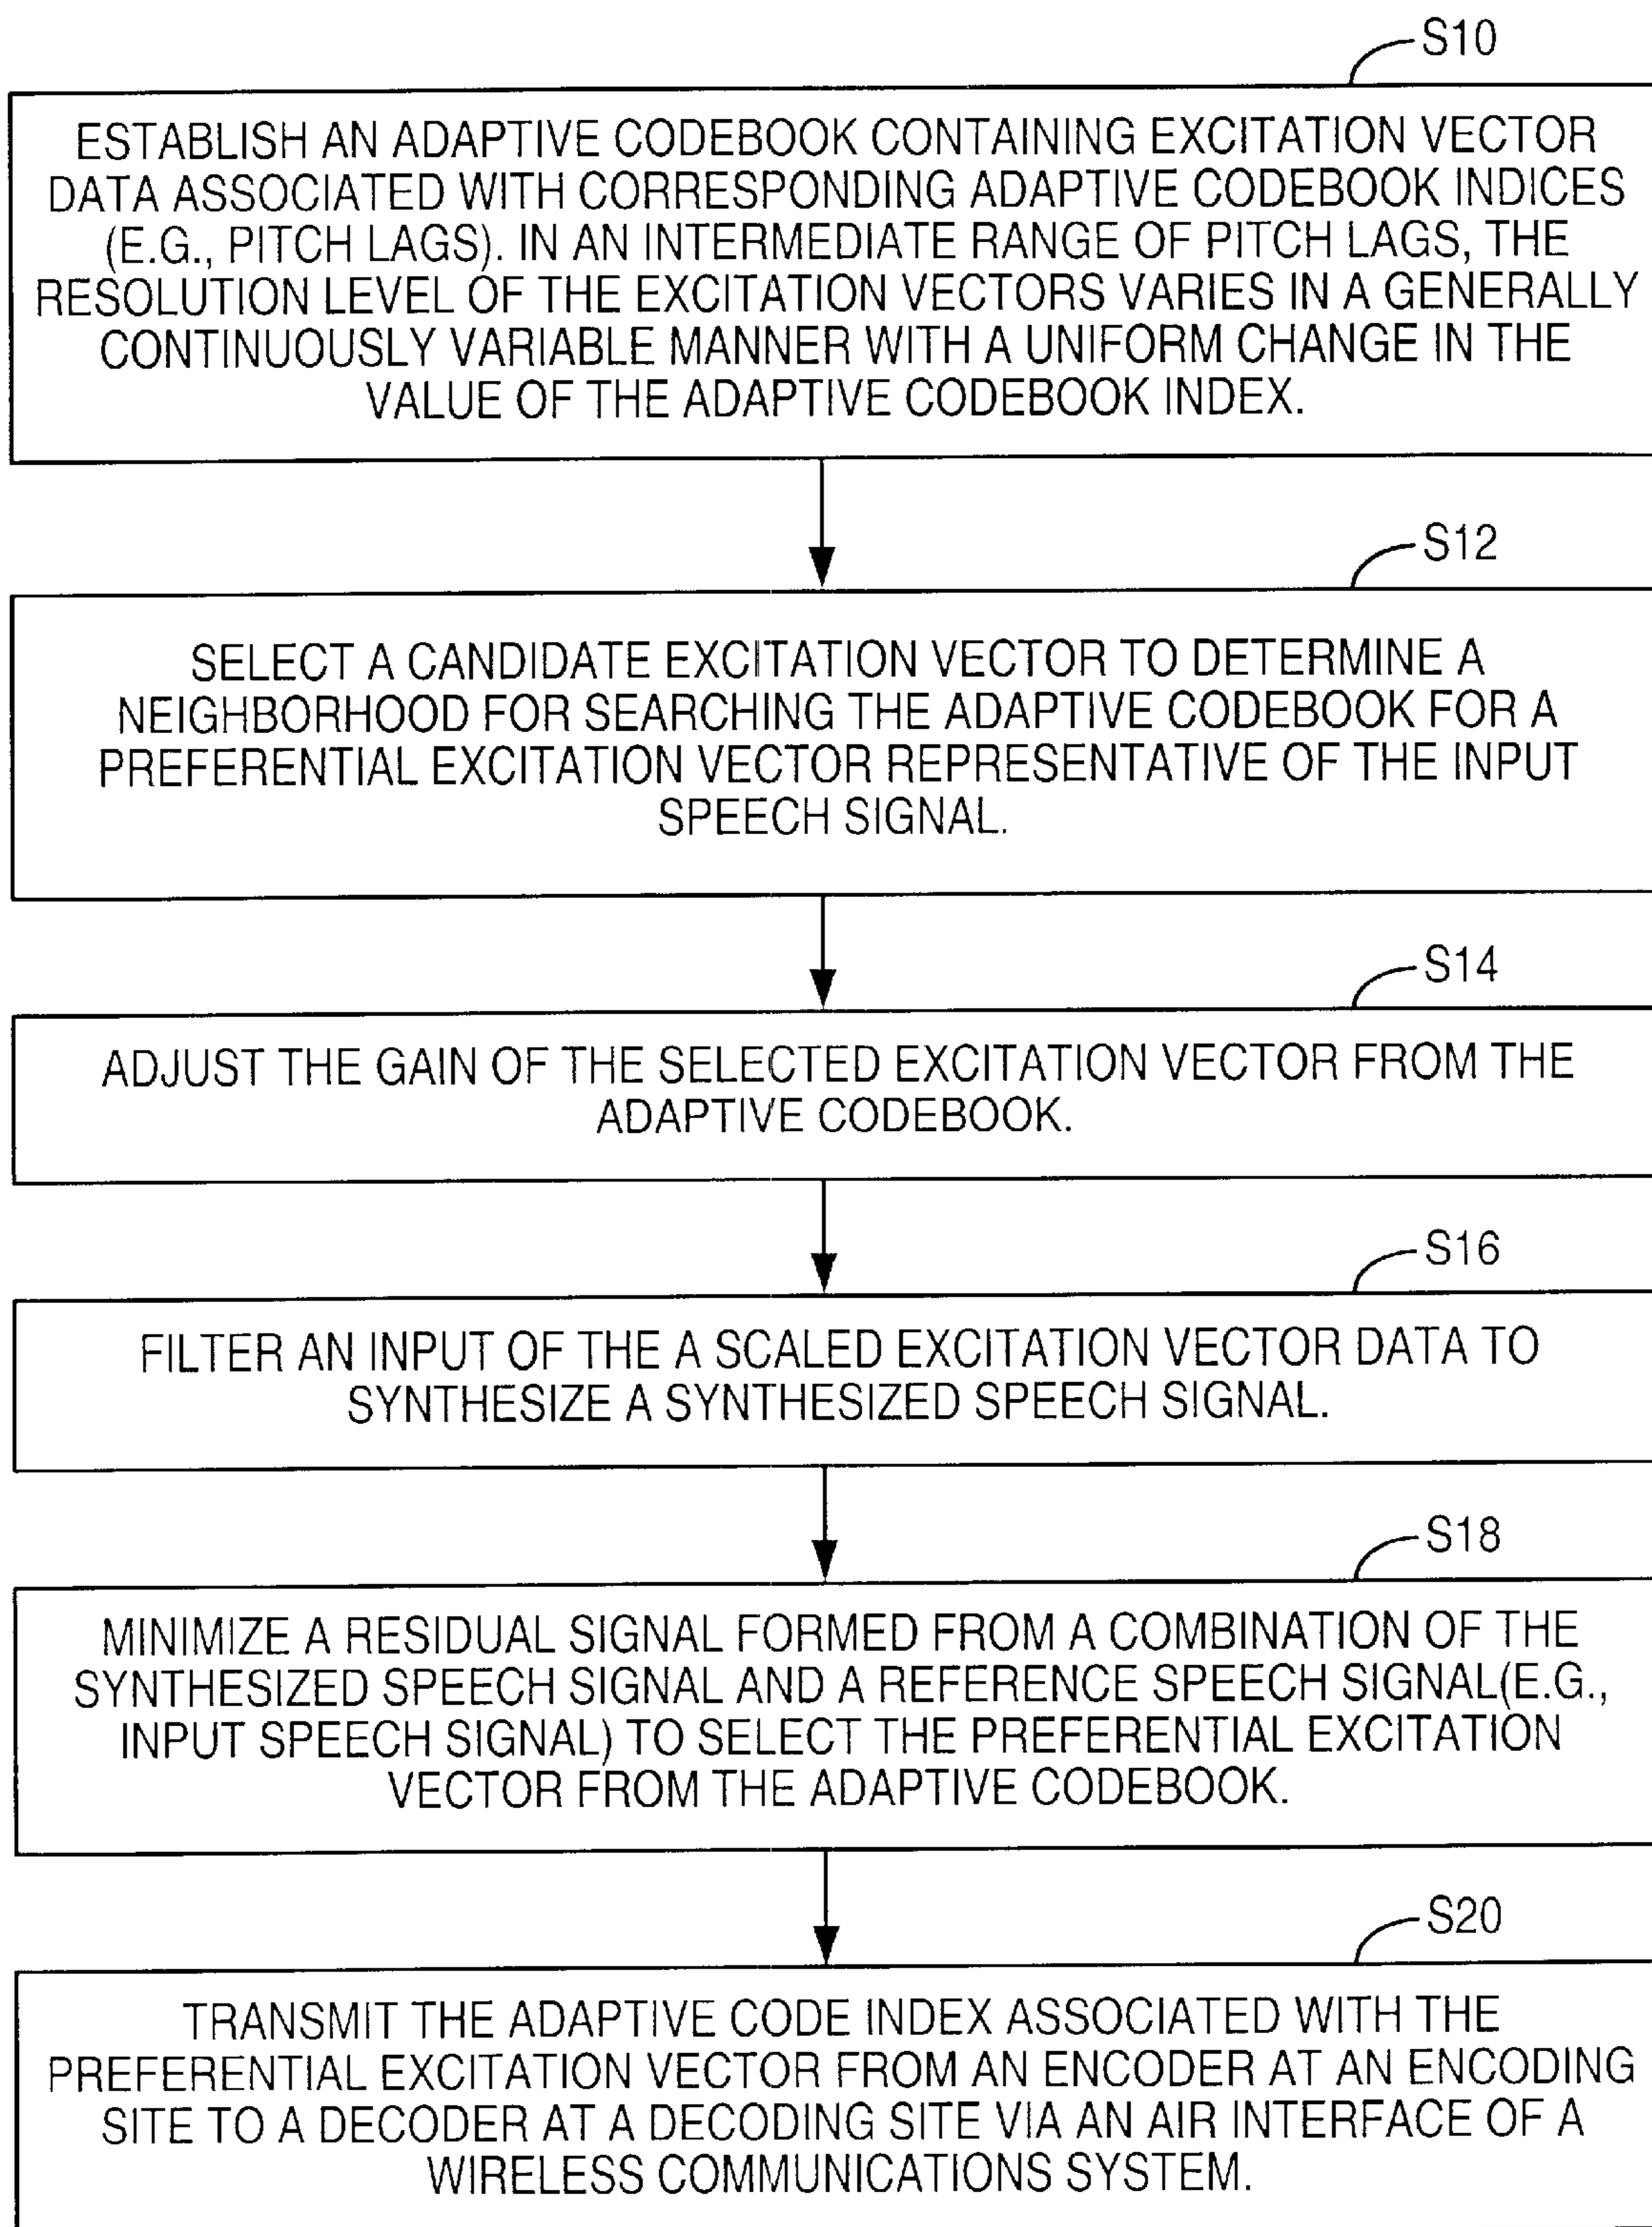 S10
ESTABLISH AN ADAPTIVE CODEBOOK CONTAINING EXCITATION VECTOR
DATA ASSOCIATED WITH CORRESPONDING ADAPTIVE CODEBOOK INDICES
(E.G., PITCH LAGS). IN AN INTERMEDIATE RANGE OF PITCH LAGS, THE
RESOLUTION LEVEL OF THE EXCITATION VECTORS VARIES IN A GENERALLY
CONTINUOUSLY VARIABLE MANNER WITH A UNIFORM CHANGE IN THE
VALUE OF THE ADAPTIVE CODEBOOK INDEX.
S12
SELECT A CANDIDATE EXCITATION VECTOR TO DETERMINE A
NEIGHBORHOOD FOR SEARCHING THE ADAPTIVE CODEBOOK FOR A
PREFERENTIAL EXCITATION VECTOR REPRESENTATIVE OF THE INPUT
SPEECH SIGNAL.
S14
ADJUST THE GAIN OF THE SELECTED EXCITATION VECTOR FROM THE
ADAPTIVE CODEBOOK.
S16
FILTER AN INPUT OF THE A SCALED EXCITATION VECTOR DATA TO
SYNTHESIZE A SYNTHESIZED SPEECH SIGNAL.
S18
MINIMIZE A RESIDUAL SIGNAL FORMED FROM A COMBINATION OF THE
SYNTHESIZED SPEECH SIGNAL AND A REFERENCE SPEECH SIGNAL(E.G.,
INPUT SPEECH SIGNAL) TO SELECT THE PREFERENTIAL EXCITATION
VECTOR FROM THE ADAPTIVE CODEBOOK.
S20
TRANSMIT THE ADAPTIVE CODE INDEX ASSOCIATED WITH THE
PREFERENTIAL EXCITATION VECTOR FROM AN ENCODER AT AN ENCODING
SITE TO A DECODER AT A DECODING SITE VIA AN AIR INTERFACE OF A
WIRELESS COMMUNICATIONS SYSTEM.